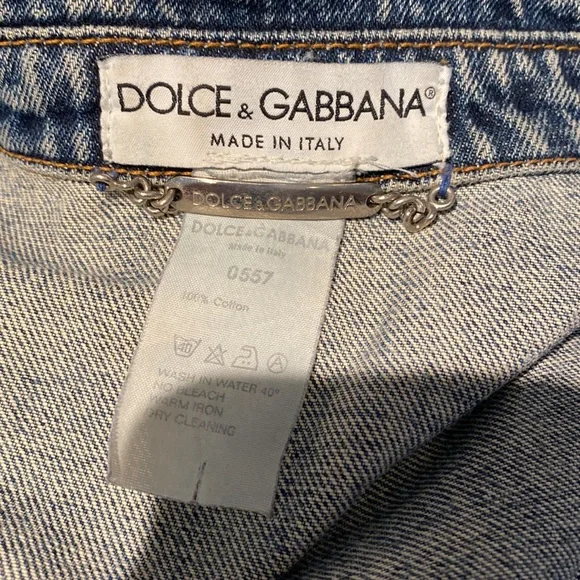 DOLCE & GABBANA®
MADE IN ITALY
DOLCE & GABBANA
DOLCE & GABBANA
made in Italy
0557
100% Cotton
40 A
WASH IN WATER 40°
NO BLEACH
WARM IRON
DRY CLEANING